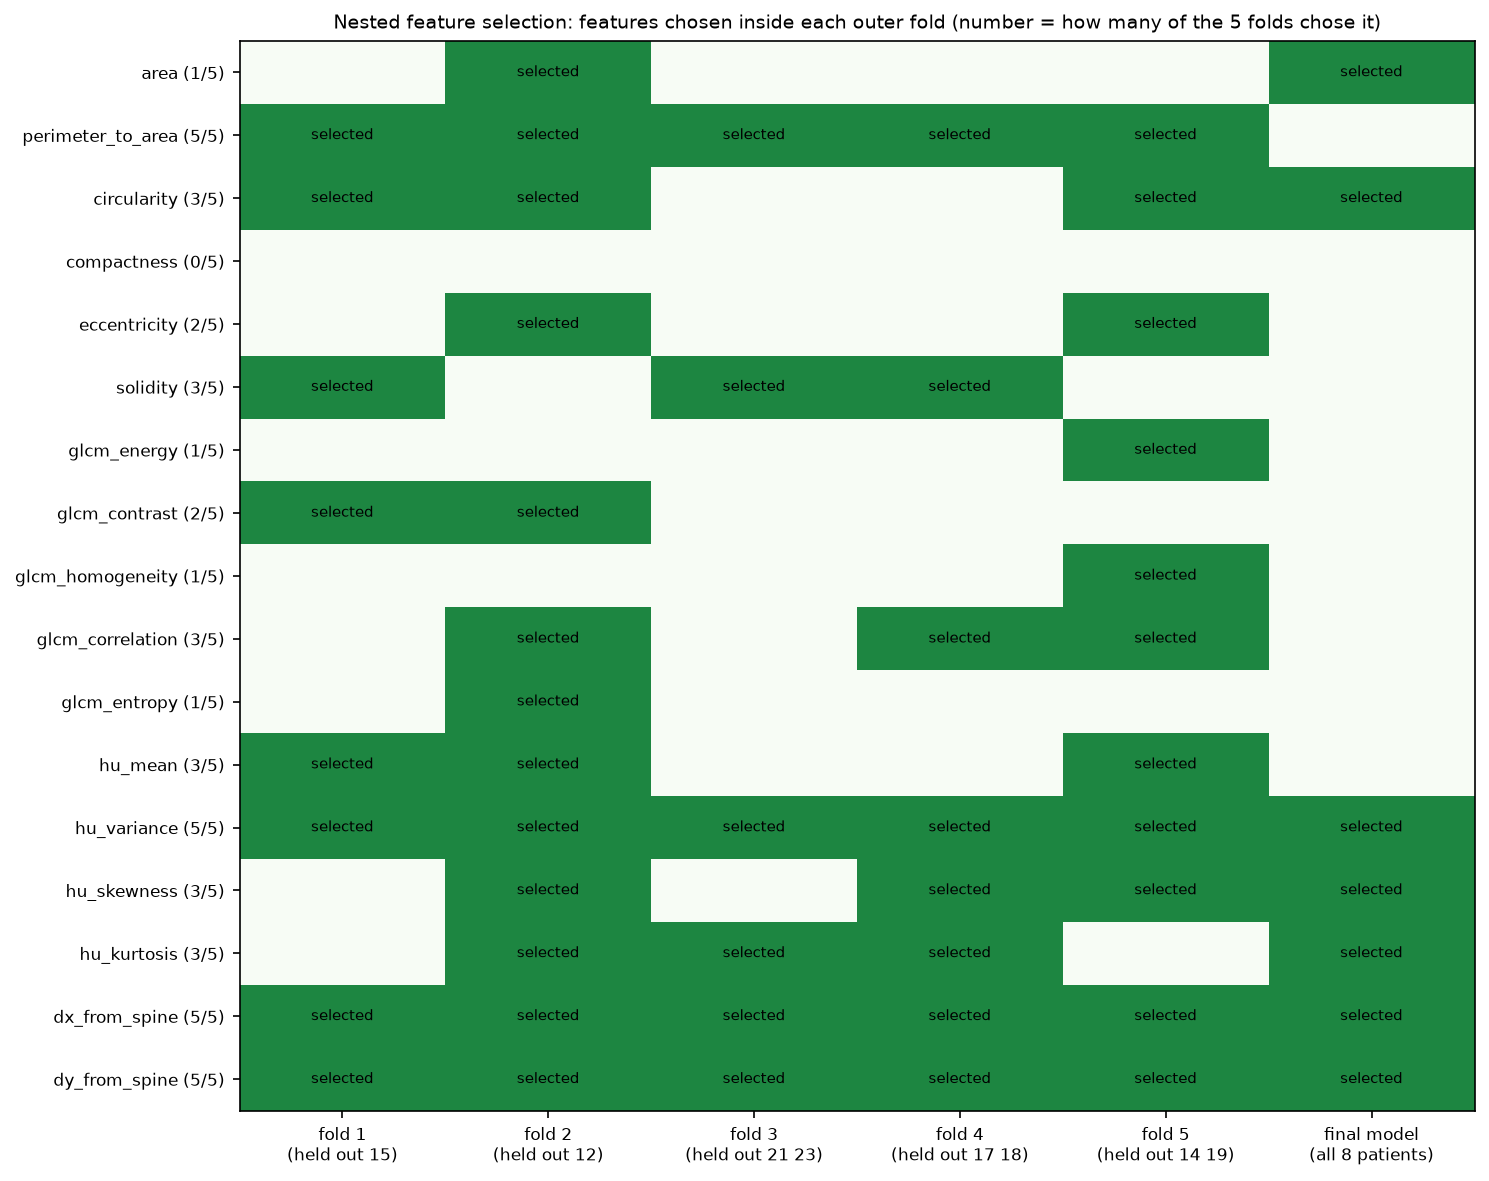 Nested feature selection: features chosen inside each outer fold (number = how many of the 5 folds chose it)
area (1/5) selected selected
perimeter_to_area (5/5) selected selected selected selected selected
circularity (3/5) selected selected selected selected
compactness (0/5)
eccentricity (2/5) selected selected
solidity (3/5) selected selected selected
glcm_energy (1/5) selected
glcm_contrast (2/5) selected selected
glcm_homogeneity (1/5) selected
glcm_correlation (3/5) selected selected selected
glcm_entropy (1/5) selected
hu_mean (3/5) selected selected selected
hu_variance (5/5) selected selected selected selected selected selected
hu_skewness (3/5) selected selected selected selected
hu_kurtosis (3/5) selected selected selected selected
dx_from_spine (5/5) selected selected selected selected selected selected
dy_from_spine (5/5) selected selected selected selected selected selected
fold 1 fold 2 fold 3 fold 4 fold 5 final model
(held out 15) (held out 12) (held out 21 23) (held out 17 18) (held out 14 19) (all 8 patients)